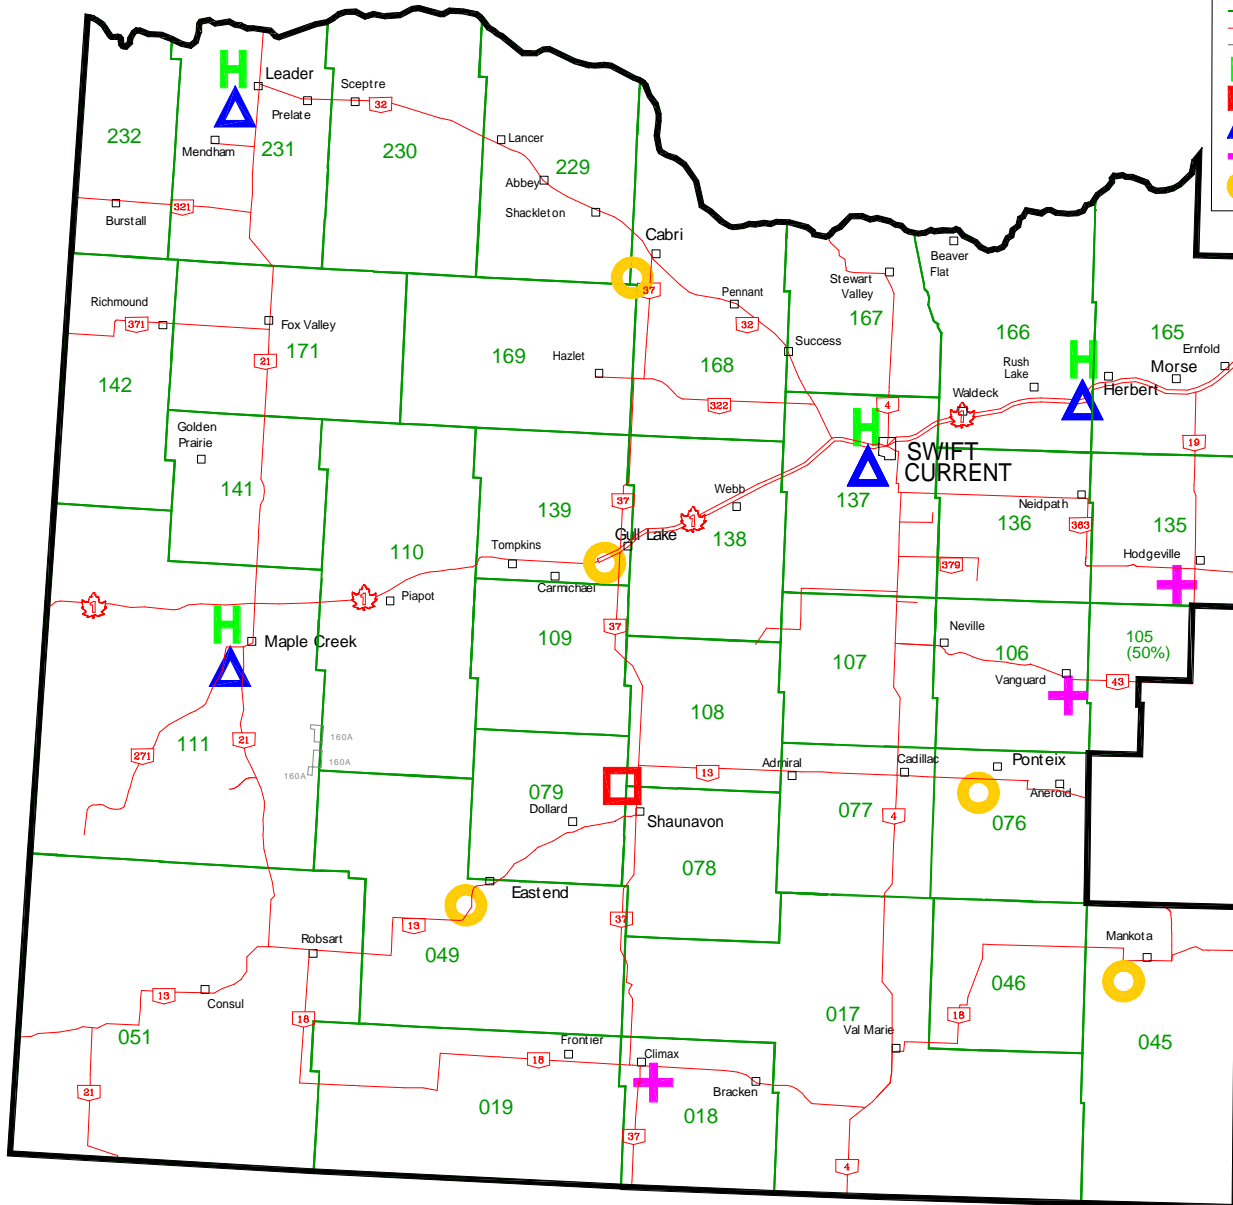 H
Leader
Sceptre
32
Prelate
232
Mendham
231
230
Lancer
229
Abbey
Shackleton
321
Burstall
Cabri
Beaver
Flat
Stewart
Valley
37
Pennant
Richmound
371
Fox Valley
32
167
166
165
171
21
169
Hazlet
168
Success
Ernfold
H
Rush
Lake
Morse
142
322
4
Waldeck
1
Herbert
Golden
Prairie
H
19
SWIFT
CURRENT
141
139
37
Webb
137
Neidpath
136
383
135
1
Gull Lake
138
110
Tompkins
Hodgeville
379
Carmichael
1
1
Piapot
H
Maple Creek
109
37
107
Neville
106
105
(50%)
Vanguard
43
108
111
21
271
160A
160A
160A
13
Admiral
Cadillac
Ponteix
079
Dollard
Aneroid
Shaunavon
077
4
076
078
Eastend
13
37
Robsart
049
Mankota
13
Consul
046
18
051
18
017
Val Marie
045
Frontier
18
Climax
21
Bracken
019
018
37
4